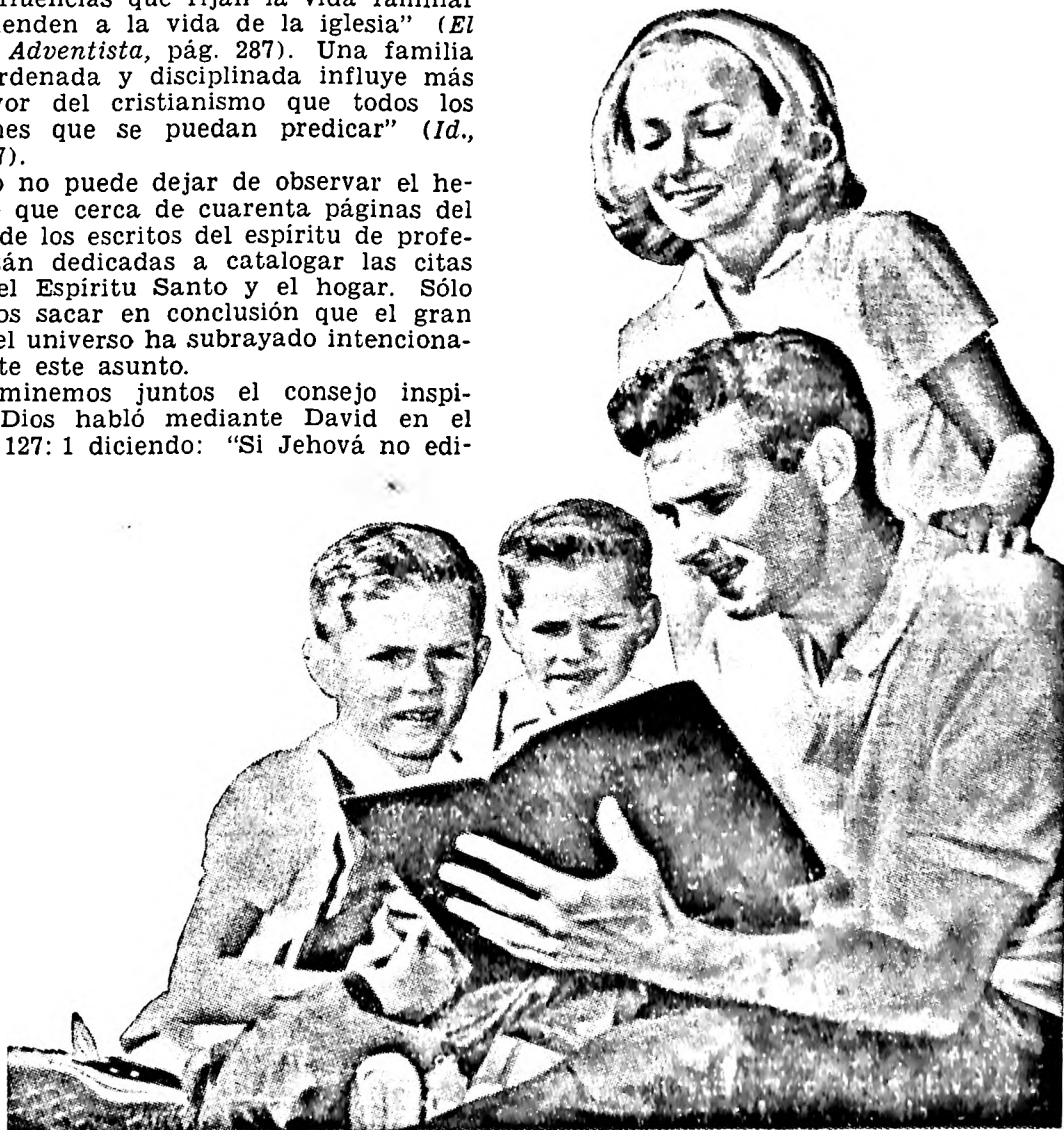 fluencias que rijan la vida familiar
enden a la vida de la iglesia” (El
Adventista, pág. 287). Una familia
rdenada y disciplinada influye más
vor del cristianismo que todos los
nes que se puedan predicar” (Id.,
7).
o no puede dejar de observar el he-
que cerca de cuarenta páginas del
de los escritos del espíritu de profe-
tán dedicadas a catalogar las citas
el Espíritu Santo y el hogar. Sólo
os sacar en conclusión que el gran
el universo ha subrayado intenciona-
te este asunto.
minemos juntos el consejo inspi-
Dios habló mediante David en el
127: 1 diciendo: “Si Jehová no edi-